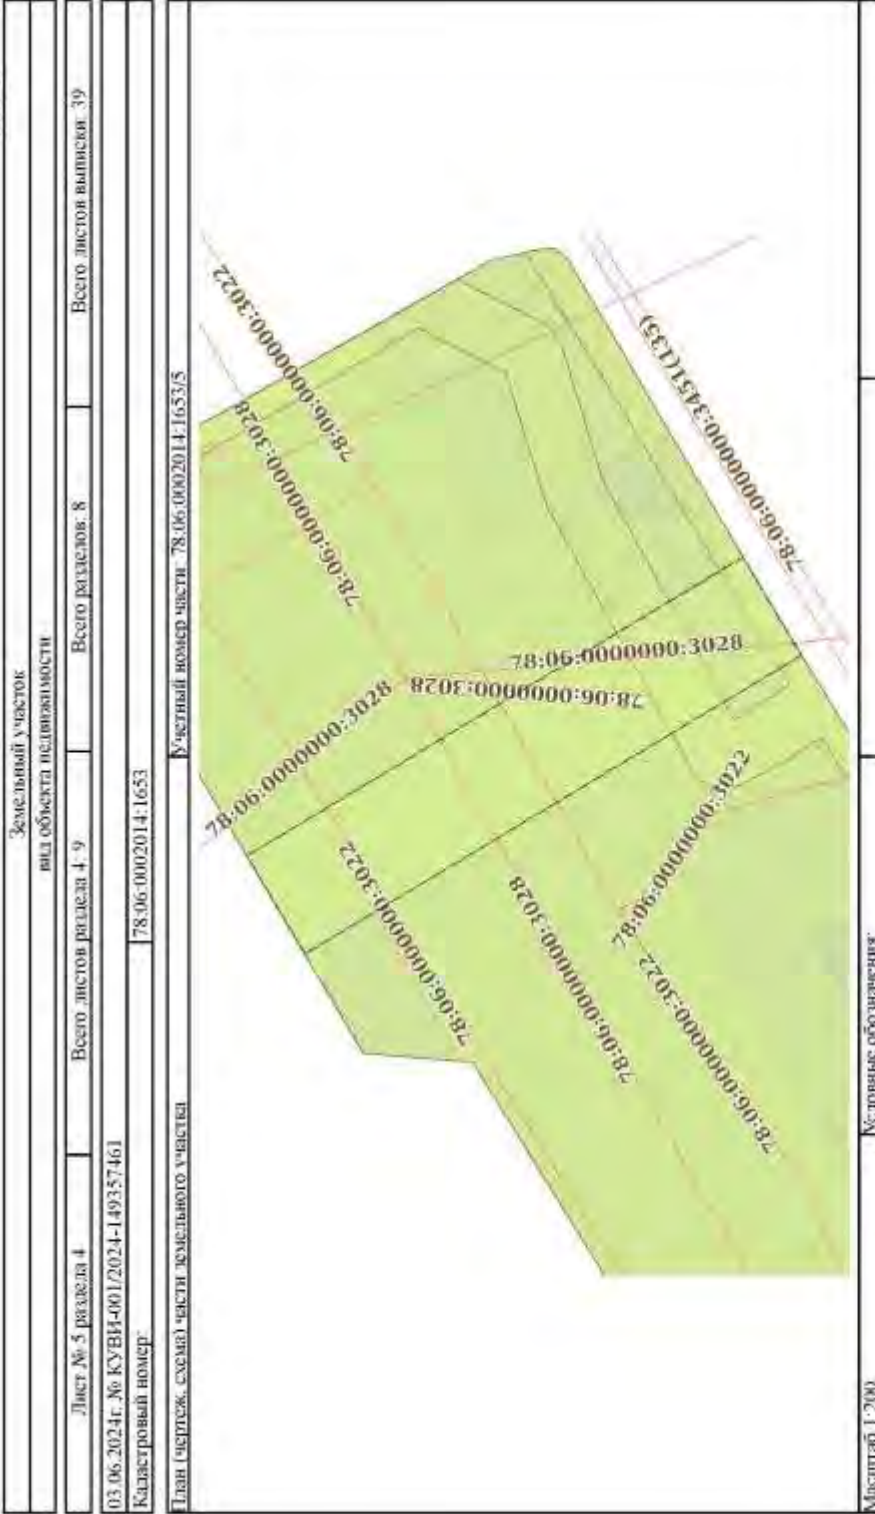 Земельный участок
вид объекта недвижимости
Лист № 5 раздела 4 Всего листов раздела 4: 9 Всего разделов: 8 Всего листов выписки: 39
03.06.2024г. № КУВИ-001/2024-149357461
Кадастровый номер: 78:06:0002014:1653
План (чертеж, схема) части земельного участка Учетный номер части: 78:06:0002014:1653/5
78:06:0000000:3022
78:06:0000000:3028
78:06:0000000:3028
78:06:0000000:3028
78:06:0000000:3028
78:06:0000000:3451(135)
78:06:0000000:3022
78:06:0000000:3028
78:06:0000000:3022
78:06:0000000:3022
Масштаб 1:200 Условные обозначения: